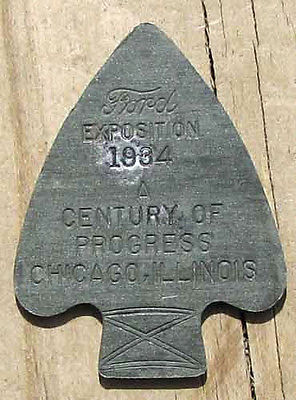 Ford
EXPOSITION
1934
A
CENTURY OF
PROGRESS
CHICAGO-ILLINOIS